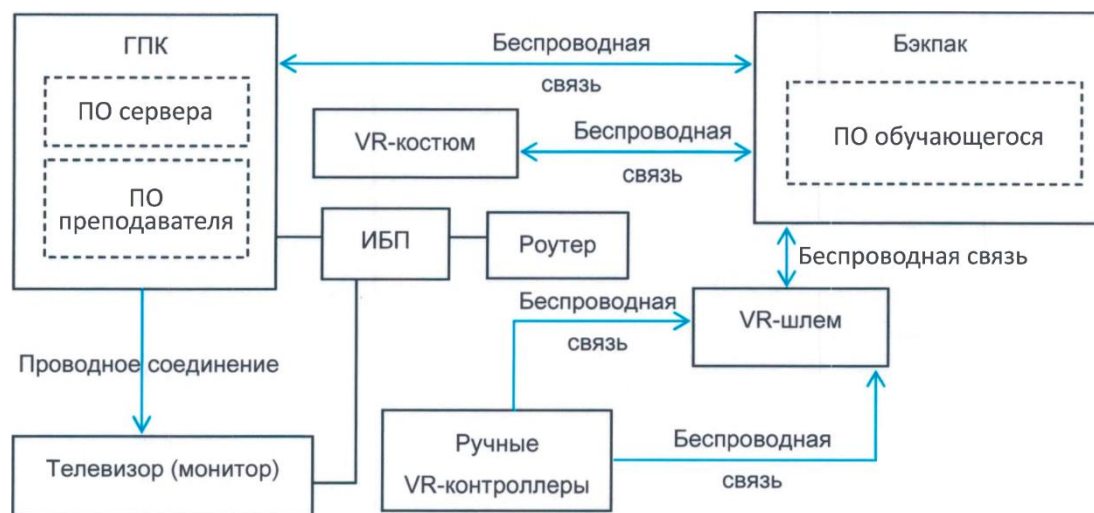 ГПК
ПО сервера
ПО
преподавателя
Беспроводная
связь
Бэкпак
ПО обучающегося
VR-костюм
Беспроводная
связь
ИБП
Роутер
Беспроводная связь
Беспроводная
связь
VR-шлем
Проводное соединение
Телевизор (монитор)
Ручные
VR-контроллеры
Беспроводная
связь